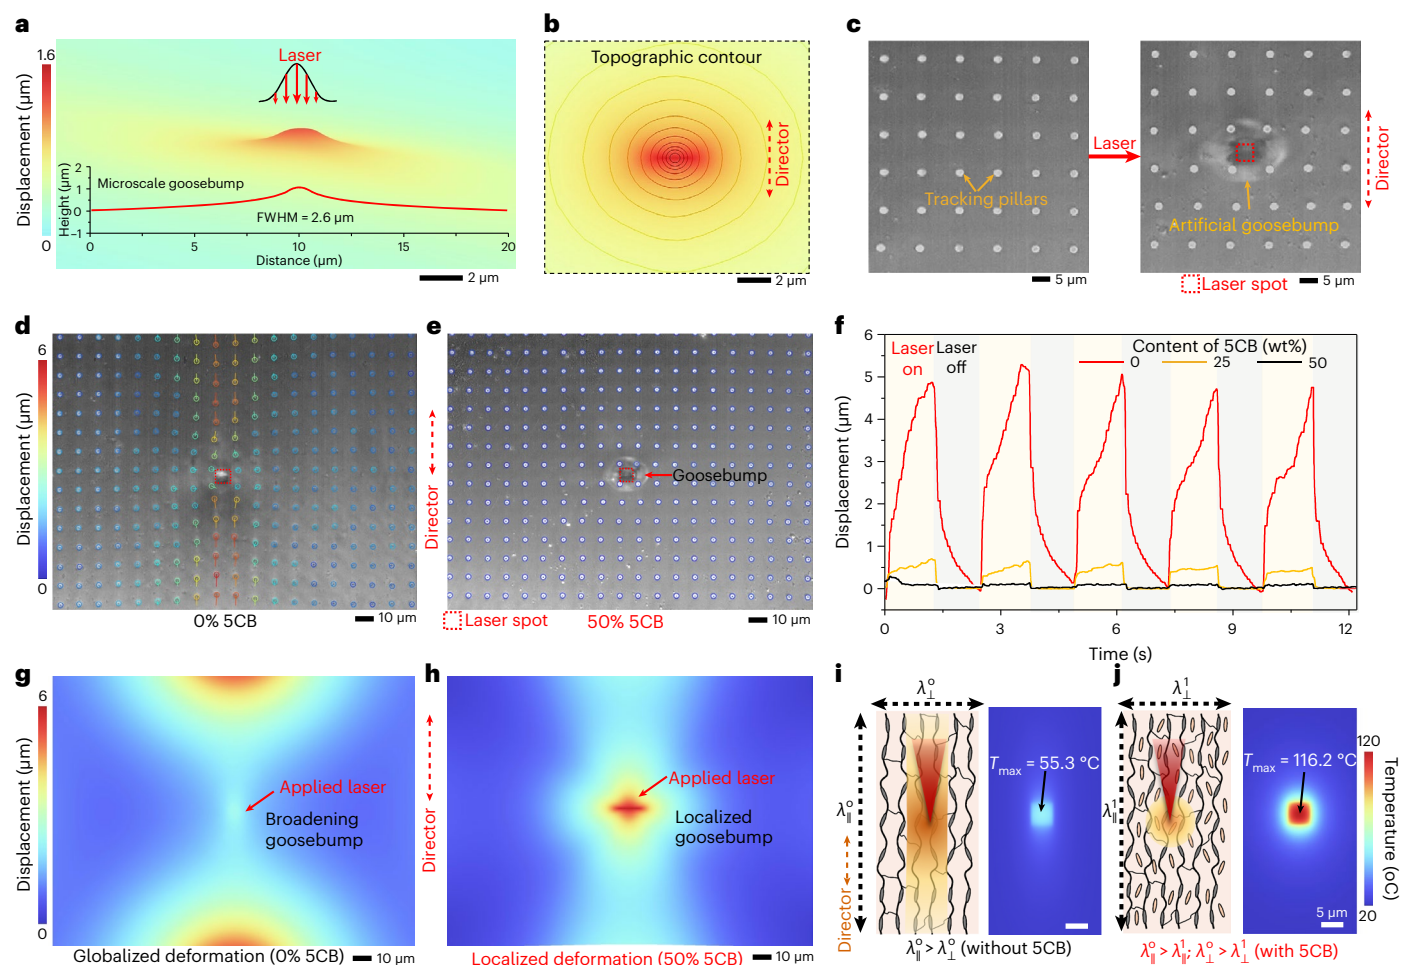 a
1.6
Displacement (µm)
0
Laser
2
1
0
−1
Height (µm)
Microscale goosebump
FWHM = 2.6 µm
0
5
10
15
20
Distance (µm)
2 µm
b
Topographic contour
Director
2 µm
c
Tracking pillars
5 µm
Laser
Artificial goosebump
Director
Laser spot
5 µm
d
6
Displacement (µm)
0
0% 5CB
10 µm
e
Director
Goosebump
Laser spot
50% 5CB
10 µm
f
Displacement (µm)
6
5
4
3
2
1
0
Laser on
Laser off
Content of 5CB (wt%)
0
25
50
0
3
6
9
12
Time (s)
g
6
Displacement (µm)
0
Applied laser
Broadening
goosebump
Globalized deformation (0% 5CB)
10 µm
h
Director
Applied laser
Localized
goosebump
Localized deformation (50% 5CB)
10 µm
i
λ⊥°
λ∥°
Director
Tmax = 55.3 °C
λ∥° > λ⊥° (without 5CB)
j
λ⊥¹
λ∥¹
Tmax = 116.2 °C
5 µm
120
Temperature (oC)
20
λ∥° > λ∥¹; λ⊥° > λ⊥¹ (with 5CB)